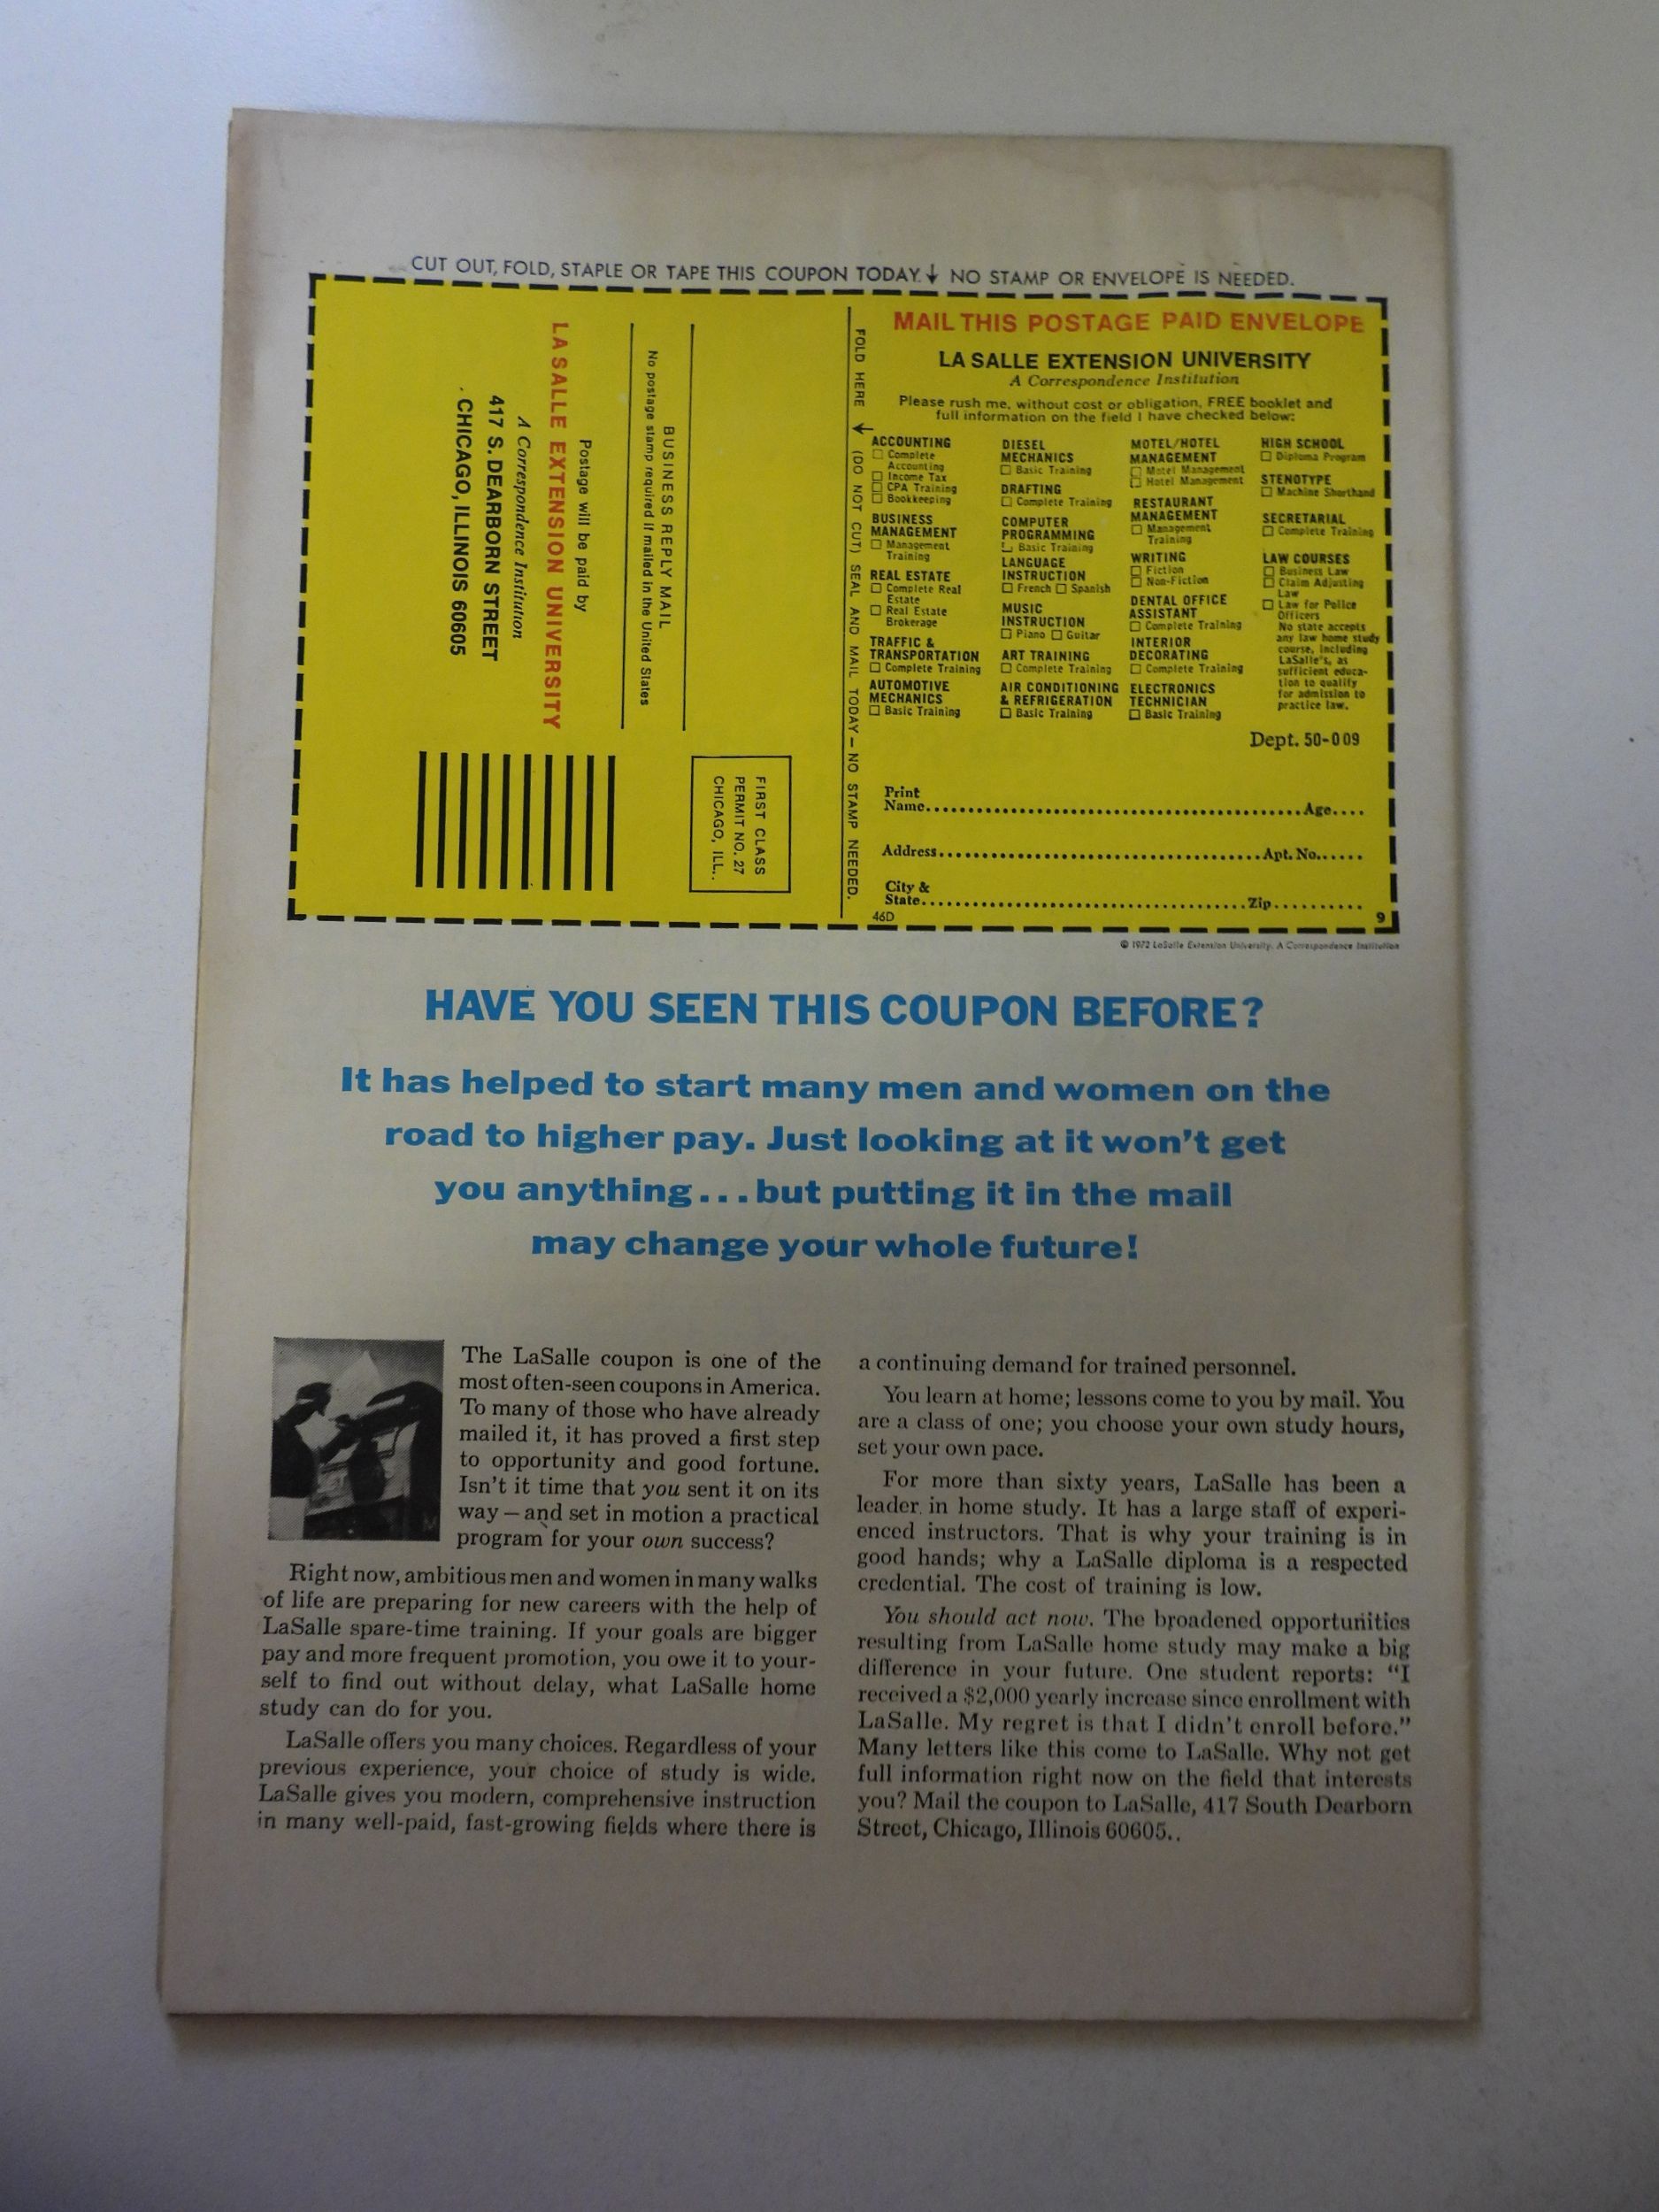 CUT OUT, FOLD, STAPLE OR TAPE THIS COUPON TODAY. ↓ NO STAMP OR ENVELOPE IS NEEDED.
LA SALLE EXTENSION UNIVERSITY
A Correspondence Institution
417 S. DEARBORN STREET
CHICAGO, ILLINOIS 60605
Postage will be paid by
No postage stamp required if mailed in the United States
BUSINESS REPLY MAIL
FIRST CLASS
PERMIT NO. 27
CHICAGO, ILL..
FOLD HERE → (DO NOT CUT) SEAL AND MAIL TODAY — NO STAMP NEEDED.
MAIL THIS POSTAGE PAID ENVELOPE
LA SALLE EXTENSION UNIVERSITY
A Correspondence Institution
Please rush me, without cost or obligation, FREE booklet and
full information on the field I have checked below:
ACCOUNTING
☐ Complete
Accounting
☐ Income Tax
☐ CPA Training
☐ Bookkeeping
BUSINESS
MANAGEMENT
☐ Management
Training
REAL ESTATE
☐ Complete Real
Estate
☐ Real Estate
Brokerage
TRAFFIC &
TRANSPORTATION
☐ Complete Training
AUTOMOTIVE
MECHANICS
☐ Basic Training
DIESEL
MECHANICS
☐ Basic Training
DRAFTING
☐ Complete Training
COMPUTER
PROGRAMMING
☐ Basic Training
LANGUAGE
INSTRUCTION
☐ French ☐ Spanish
MUSIC
INSTRUCTION
☐ Piano ☐ Guitar
ART TRAINING
☐ Complete Training
AIR CONDITIONING
& REFRIGERATION
☐ Basic Training
MOTEL/HOTEL
MANAGEMENT
☐ Motel Management
☐ Hotel Management
RESTAURANT
MANAGEMENT
☐ Management
Training
WRITING
☐ Fiction
☐ Non-Fiction
DENTAL OFFICE
ASSISTANT
☐ Complete Training
INTERIOR
DECORATING
☐ Complete Training
ELECTRONICS
TECHNICIAN
☐ Basic Training
HIGH SCHOOL
☐ Diploma Program
STENOTYPE
☐ Machine Shorthand
SECRETARIAL
☐ Complete Training
LAW COURSES
☐ Business Law
☐ Claim Adjusting
Law
☐ Law for Police
Officers
No state accepts
any law home study
course, including
LaSalle's, as
sufficient educa-
tion to qualify
for admission to
practice law.
Dept. 50-009
Print
Name..........Age....
Address..........Apt. No......
City &
State..........Zip..........
46D 9
© 1972 LaSalle Extension University. A Correspondence Institution
HAVE YOU SEEN THIS COUPON BEFORE?
It has helped to start many men and women on the
road to higher pay. Just looking at it won't get
you anything...but putting it in the mail
may change your whole future!
The LaSalle coupon is one of the
most often-seen coupons in America.
To many of those who have already
mailed it, it has proved a first step
to opportunity and good fortune.
Isn't it time that you sent it on its
way — and set in motion a practical
program for your own success?
Right now, ambitious men and women in many walks
of life are preparing for new careers with the help of
LaSalle spare-time training. If your goals are bigger
pay and more frequent promotion, you owe it to your-
self to find out without delay, what LaSalle home
study can do for you.
LaSalle offers you many choices. Regardless of your
previous experience, your choice of study is wide.
LaSalle gives you modern, comprehensive instruction
in many well-paid, fast-growing fields where there is
a continuing demand for trained personnel.
You learn at home; lessons come to you by mail. You
are a class of one; you choose your own study hours,
set your own pace.
For more than sixty years, LaSalle has been a
leader in home study. It has a large staff of experi-
enced instructors. That is why your training is in
good hands; why a LaSalle diploma is a respected
credential. The cost of training is low.
You should act now. The broadened opportunities
resulting from LaSalle home study may make a big
difference in your future. One student reports: "I
received a $2,000 yearly increase since enrollment with
LaSalle. My regret is that I didn't enroll before."
Many letters like this come to LaSalle. Why not get
full information right now on the field that interests
you? Mail the coupon to LaSalle, 417 South Dearborn
Street, Chicago, Illinois 60605..